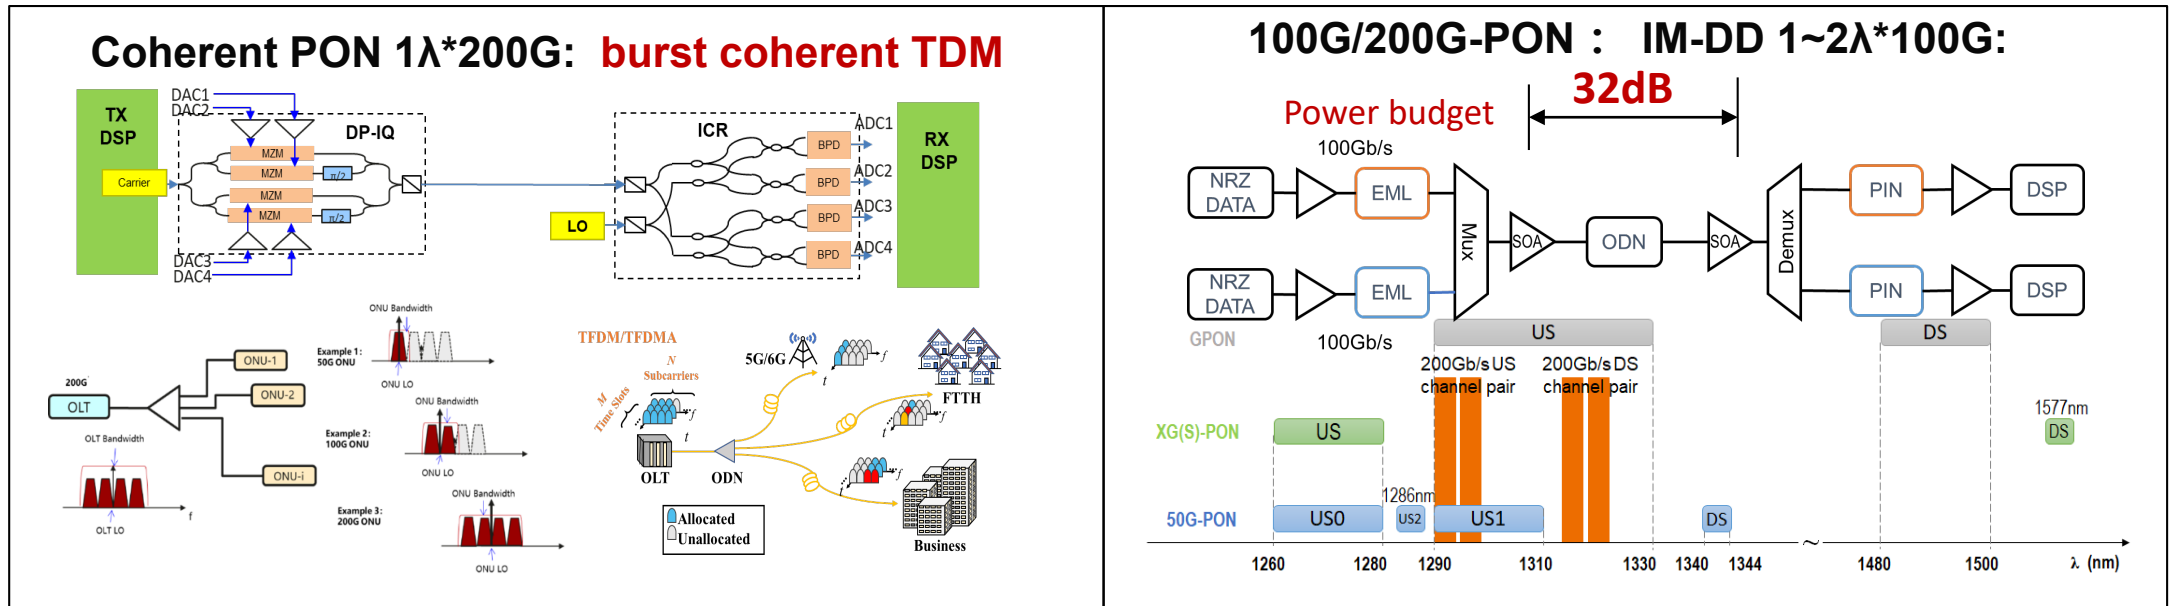 Coherent PON 1λ*200G: burst coherent TDM
TX
DSP
DAC1
DAC2
DP-IQ
MZM
MZM
π/2
Carrier
MZM
MZM
π/2
DAC3
DAC4
LO
ICR
BPD
BPD
BPD
BPD
ADC1
ADC2
ADC3
ADC4
RX
DSP
200G
OLT
ONU-1
ONU-2
ONU-i
OLT Bandwidth
OLT LO
f
ONU Bandwidth
Example 1:
50G ONU
ONU LO
ONU Bandwidth
Example 2:
100G ONU
ONU LO
ONU Bandwidth
Example 3:
200G ONU
ONU LO
TFDM/TFDMA
N
Subcarriers
M
Time Slots
f
t
OLT
ODN
5G/6G
f
t
FTTH
f
t
f
t
Business
Allocated
Unallocated
100G/200G-PON： IM-DD 1~2λ*100G:
32dB
Power budget
100Gb/s
NRZ
DATA
EML
Mux
SOA
ODN
SOA
Demux
PIN
DSP
NRZ
DATA
EML
PIN
DSP
100Gb/s
GPON
US
DS
200Gb/s US
channel pair
200Gb/s DS
channel pair
1577nm
XG(S)-PON
US
DS
1286nm
50G-PON
US0
US2
US1
DS
1260
1280
1290
1310
1330
1340
1344
~
1480
1500
λ (nm)